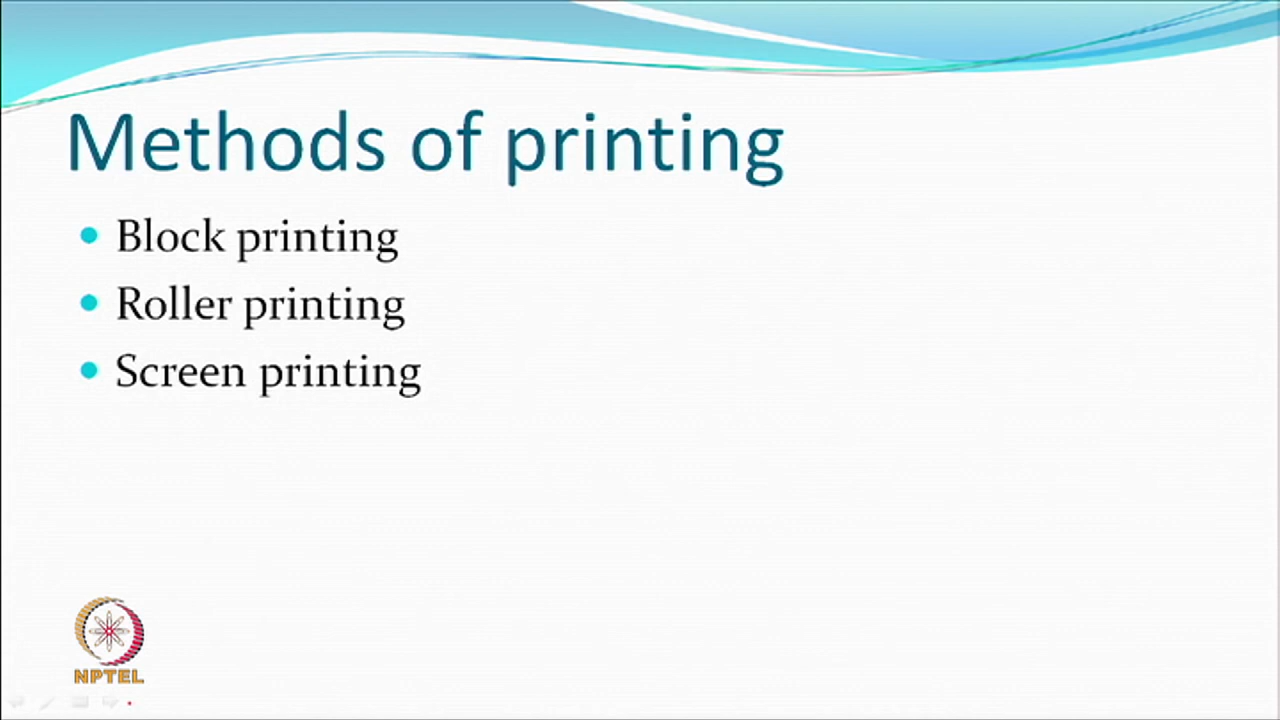 Methods of printing
Block printing
Roller printing
Screen printing
NPTEL